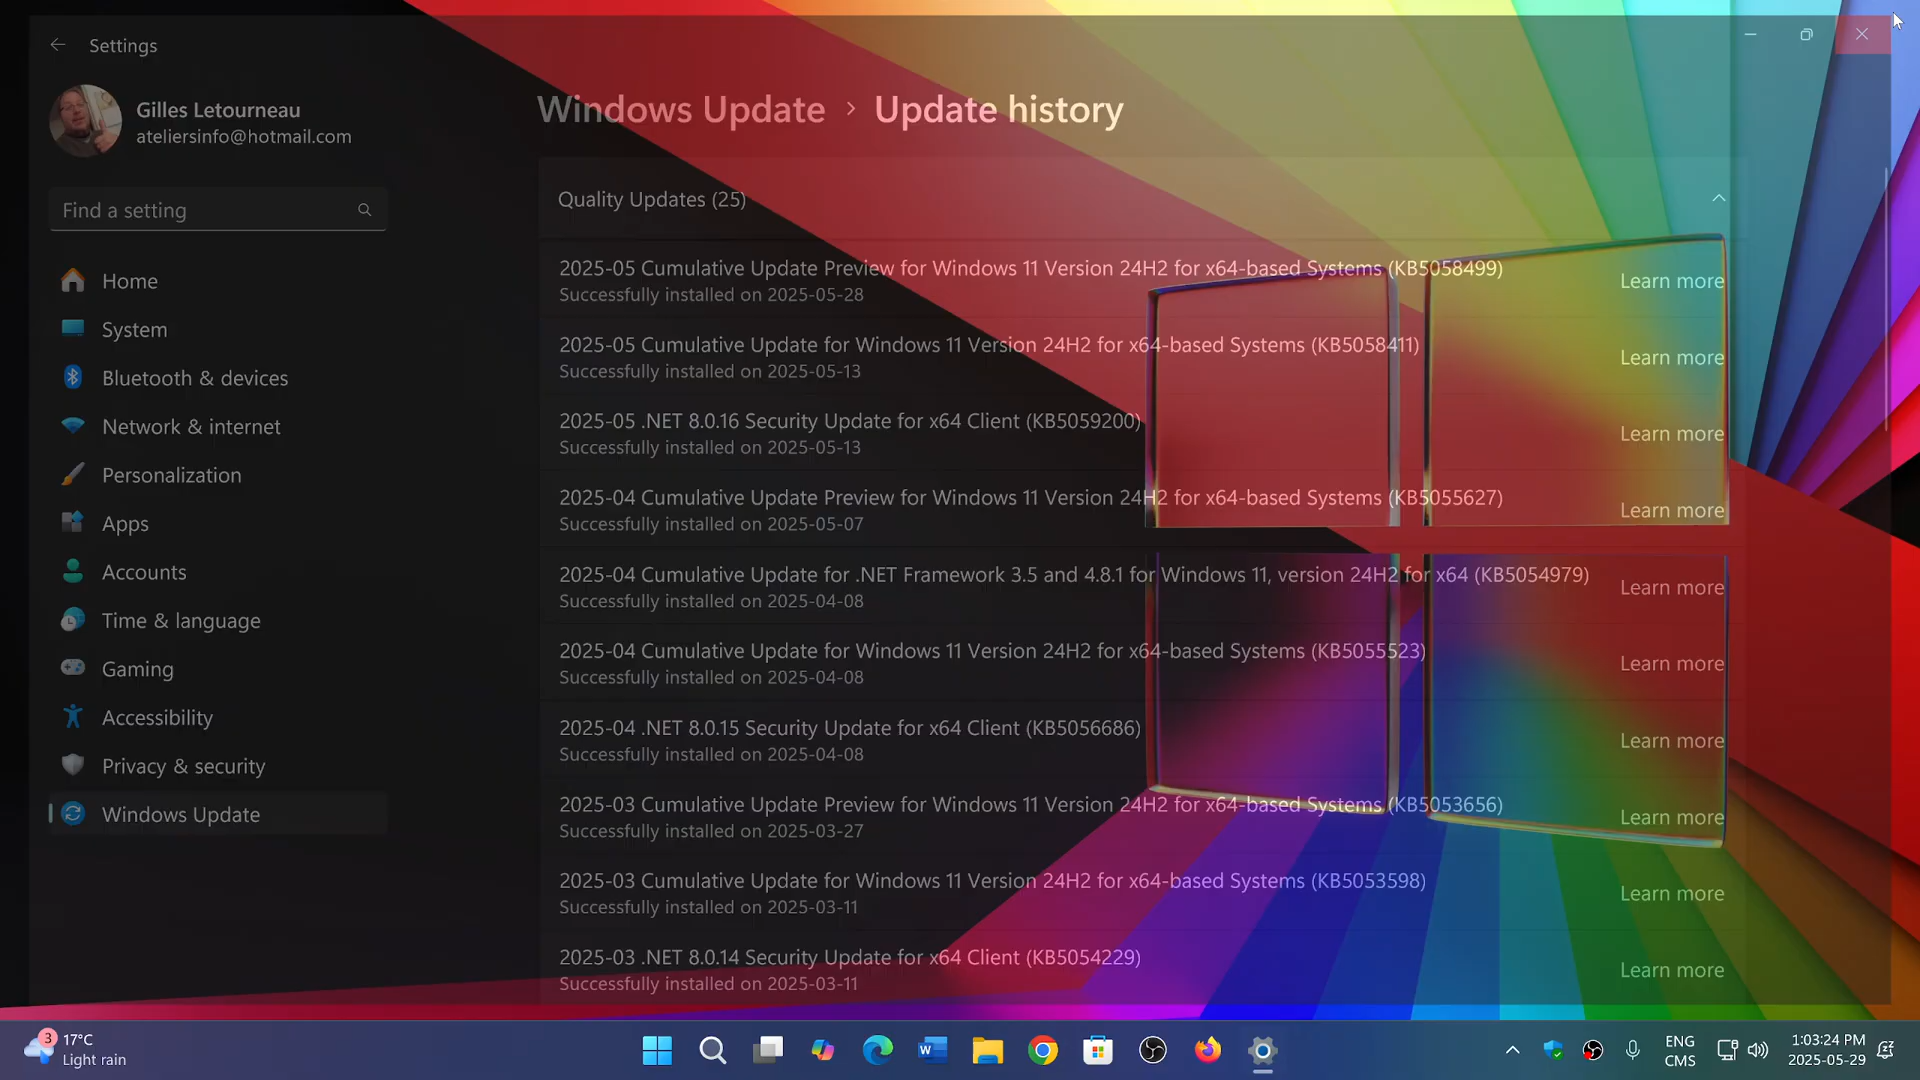 Settings
Gilles Letourneau
ateliersinfo@hotmail.com
Find a setting
Home
System
Bluetooth & devices
Network & internet
Personalization
Apps
Accounts
Time & language
Gaming
Accessibility
Privacy & security
Windows Update
Windows Update > Update history
Quality Updates (25)
2025-05 Cumulative Update Preview for Windows 11 Version 24H2 for x64-based Systems (KB5058499)
Successfully installed on 2025-05-28
Learn more
2025-05 Cumulative Update for Windows 11 Version 24H2 for x64-based Systems (KB5058411)
Successfully installed on 2025-05-13
Learn more
2025-05 .NET 8.0.16 Security Update for x64 Client (KB5059200)
Successfully installed on 2025-05-13
Learn more
2025-04 Cumulative Update Preview for Windows 11 Version 24H2 for x64-based Systems (KB5055627)
Successfully installed on 2025-05-07
Learn more
2025-04 Cumulative Update for .NET Framework 3.5 and 4.8.1 for Windows 11, version 24H2 for x64 (KB5054979)
Successfully installed on 2025-04-08
Learn more
2025-04 Cumulative Update for Windows 11 Version 24H2 for x64-based Systems (KB5055523)
Successfully installed on 2025-04-08
Learn more
2025-04 .NET 8.0.15 Security Update for x64 Client (KB5056686)
Successfully installed on 2025-04-08
Learn more
2025-03 Cumulative Update Preview for Windows 11 Version 24H2 for x64-based Systems (KB5053656)
Successfully installed on 2025-03-27
Learn more
2025-03 Cumulative Update for Windows 11 Version 24H2 for x64-based Systems (KB5053598)
Successfully installed on 2025-03-11
Learn more
2025-03 .NET 8.0.14 Security Update for x64 Client (KB5054229)
Successfully installed on 2025-03-11
Learn more
3
17°C
Light rain
W
ENG
CMS
1:03:24 PM
2025-05-29